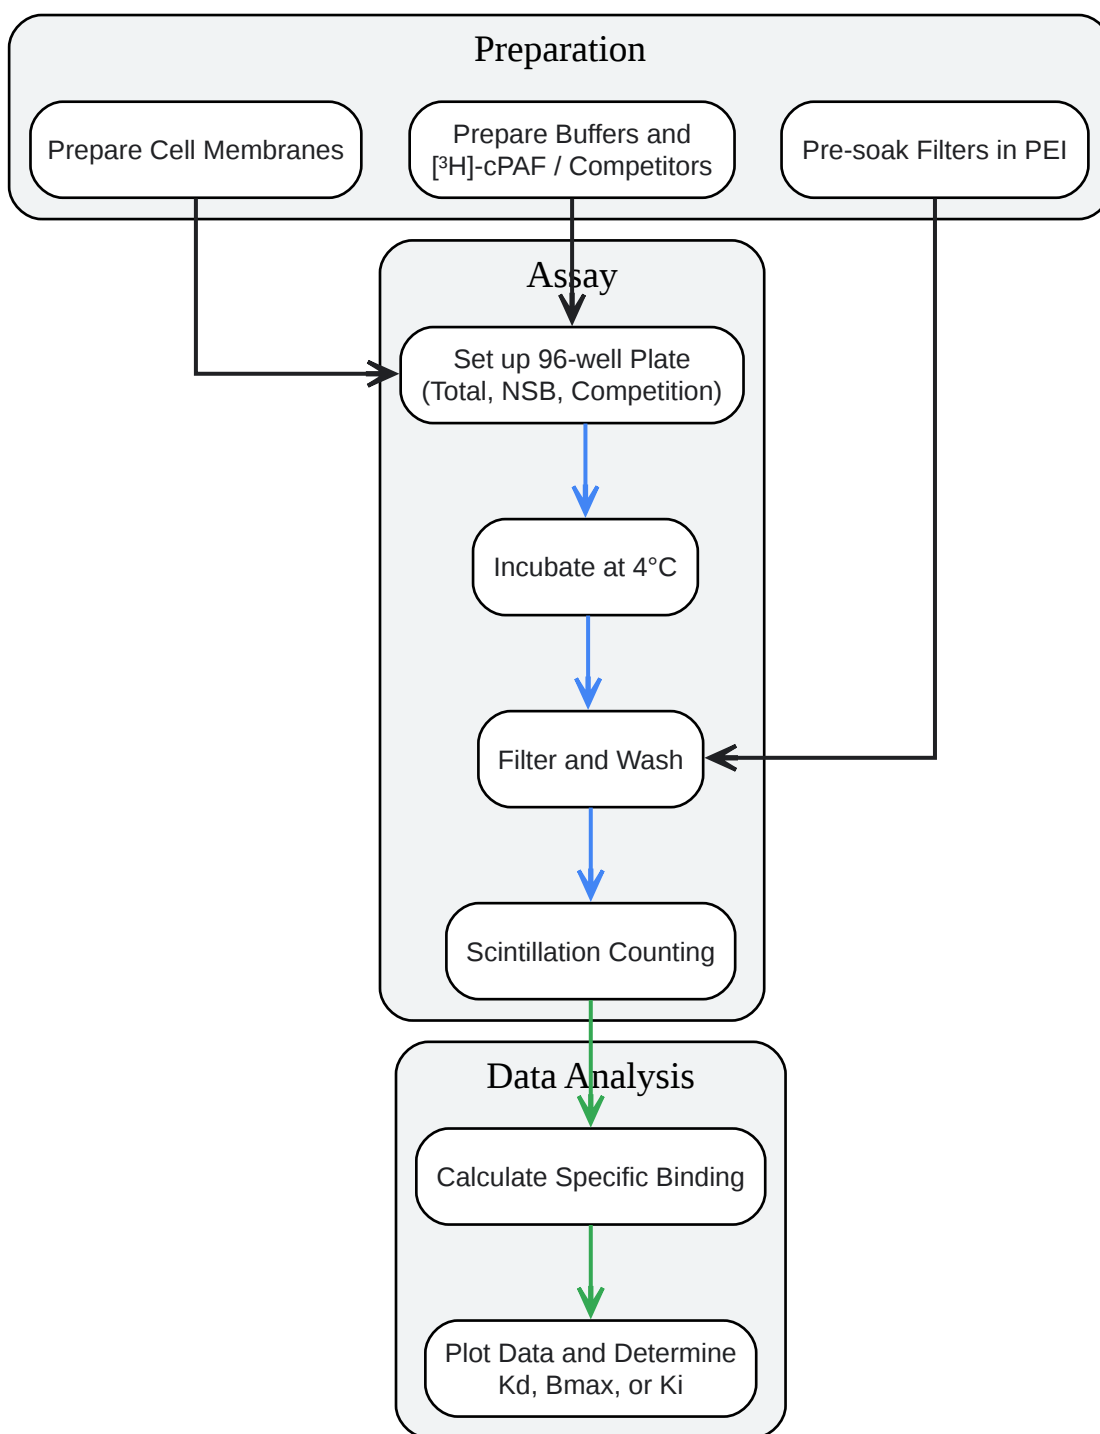 Preparation
Prepare Cell Membranes
Prepare Buffers and
[³H]-cPAF / Competitors
Pre-soak Filters in PEI
Assay
Set up 96-well Plate
(Total, NSB, Competition)
Incubate at 4°C
Filter and Wash
Scintillation Counting
Data Analysis
Calculate Specific Binding
Plot Data and Determine
Kd, Bmax, or Ki